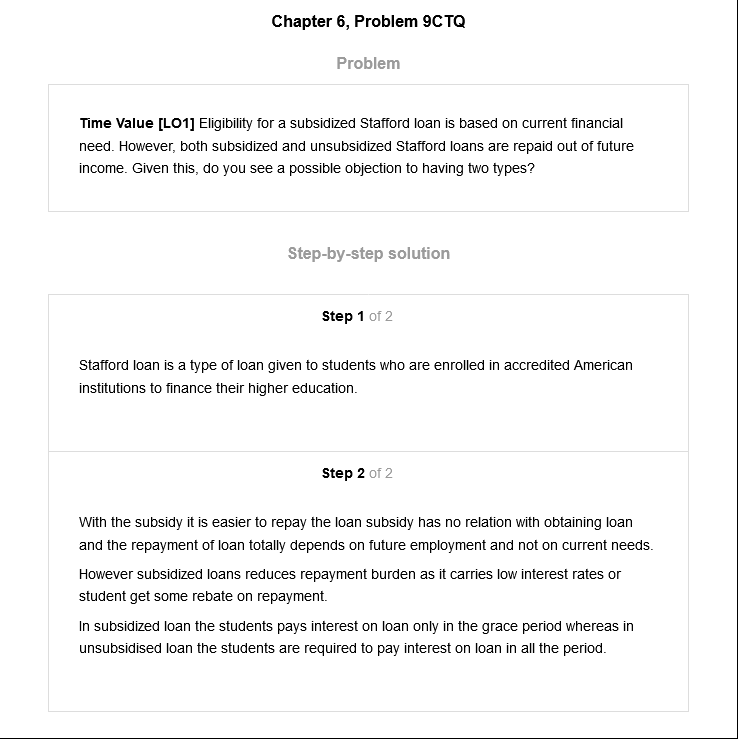 Chapter 6, Problem 9CTQ
Problem
Time Value [LO1] Eligibility for a subsidized Stafford loan is based on current financial
need. However, both subsidized and unsubsidized Stafford loans are repaid out of future
income. Given this, do you see a possible objection to having two types?
Step-by-step solution
Step 1 of 2
Stafford loan is a type of loan given to students who are enrolled in accredited American
institutions to finance their higher education.
Step 2 of 2
With the subsidy it is easier to repay the loan subsidy has no relation with obtaining loan
and the repayment of loan totally depends on future employment and not on current needs.
However subsidized loans reduces repayment burden as it carries low interest rates or
student get some rebate on repayment.
In subsidized loan the students pays interest on loan only in the grace period whereas in
unsubsidised loan the students are required to pay interest on loan in all the period.